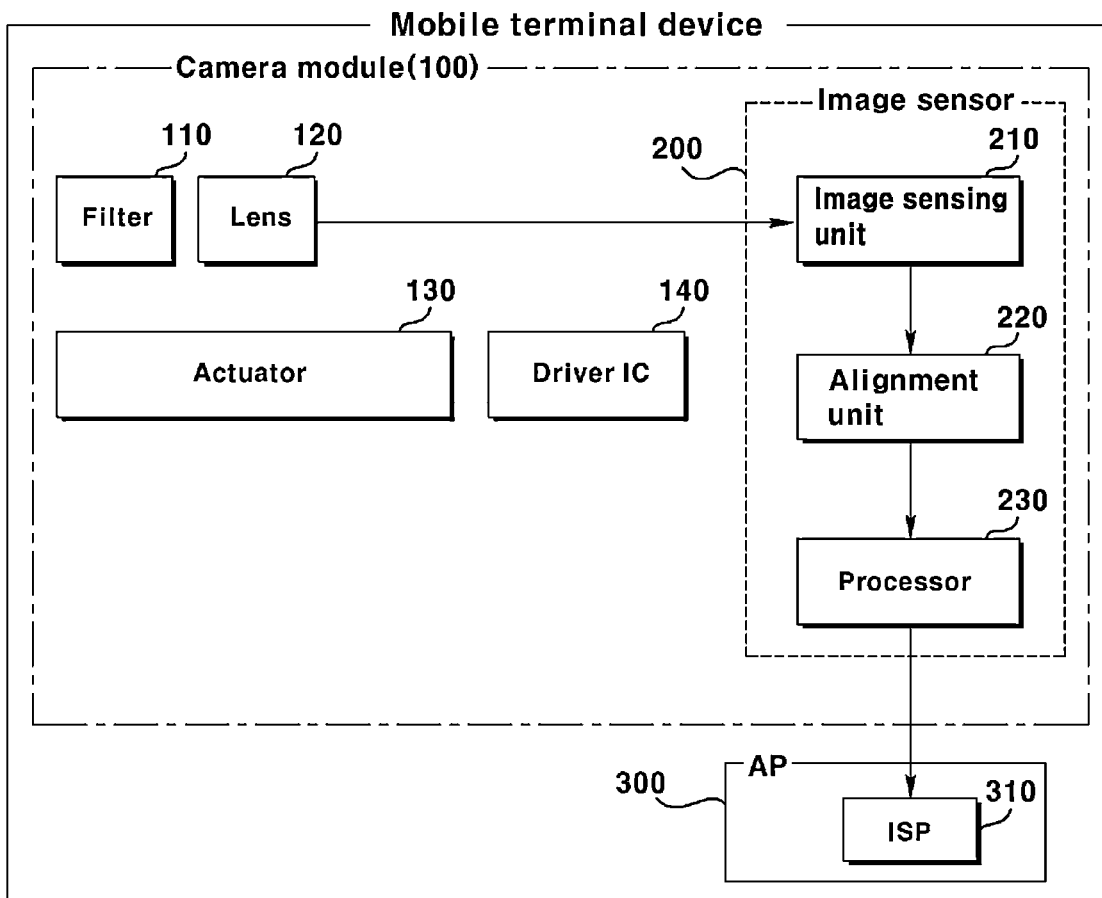 Mobile terminal device
Camera module(100)
Image sensor
110
120
200
210
Filter
Lens
Image sensing
unit
130
140
220
Actuator
Driver IC
Alignment
unit
230
Processor
AP
300
310
ISP